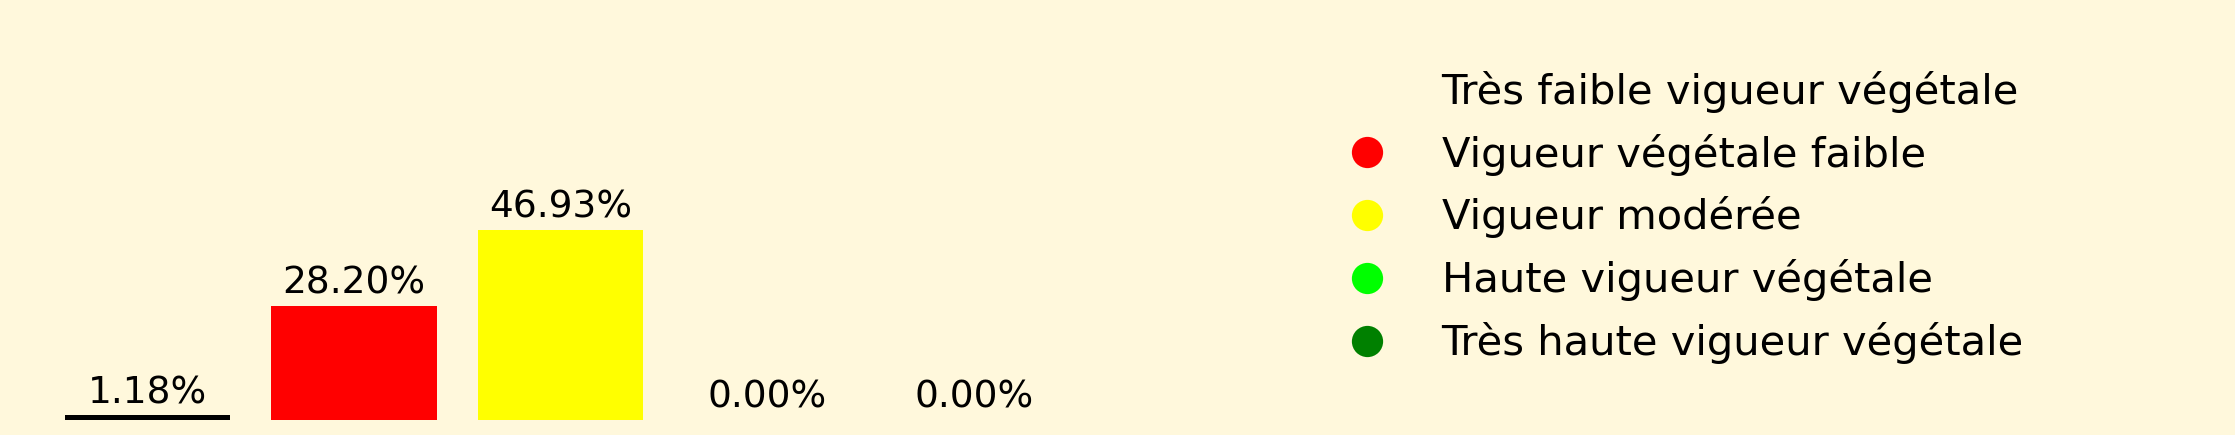 1.18%
28.20%
46.93%
0.00%
0.00%
Très faible vigueur végétale
Vigueur végétale faible
Vigueur modérée
Haute vigueur végétale
Très haute vigueur végétale